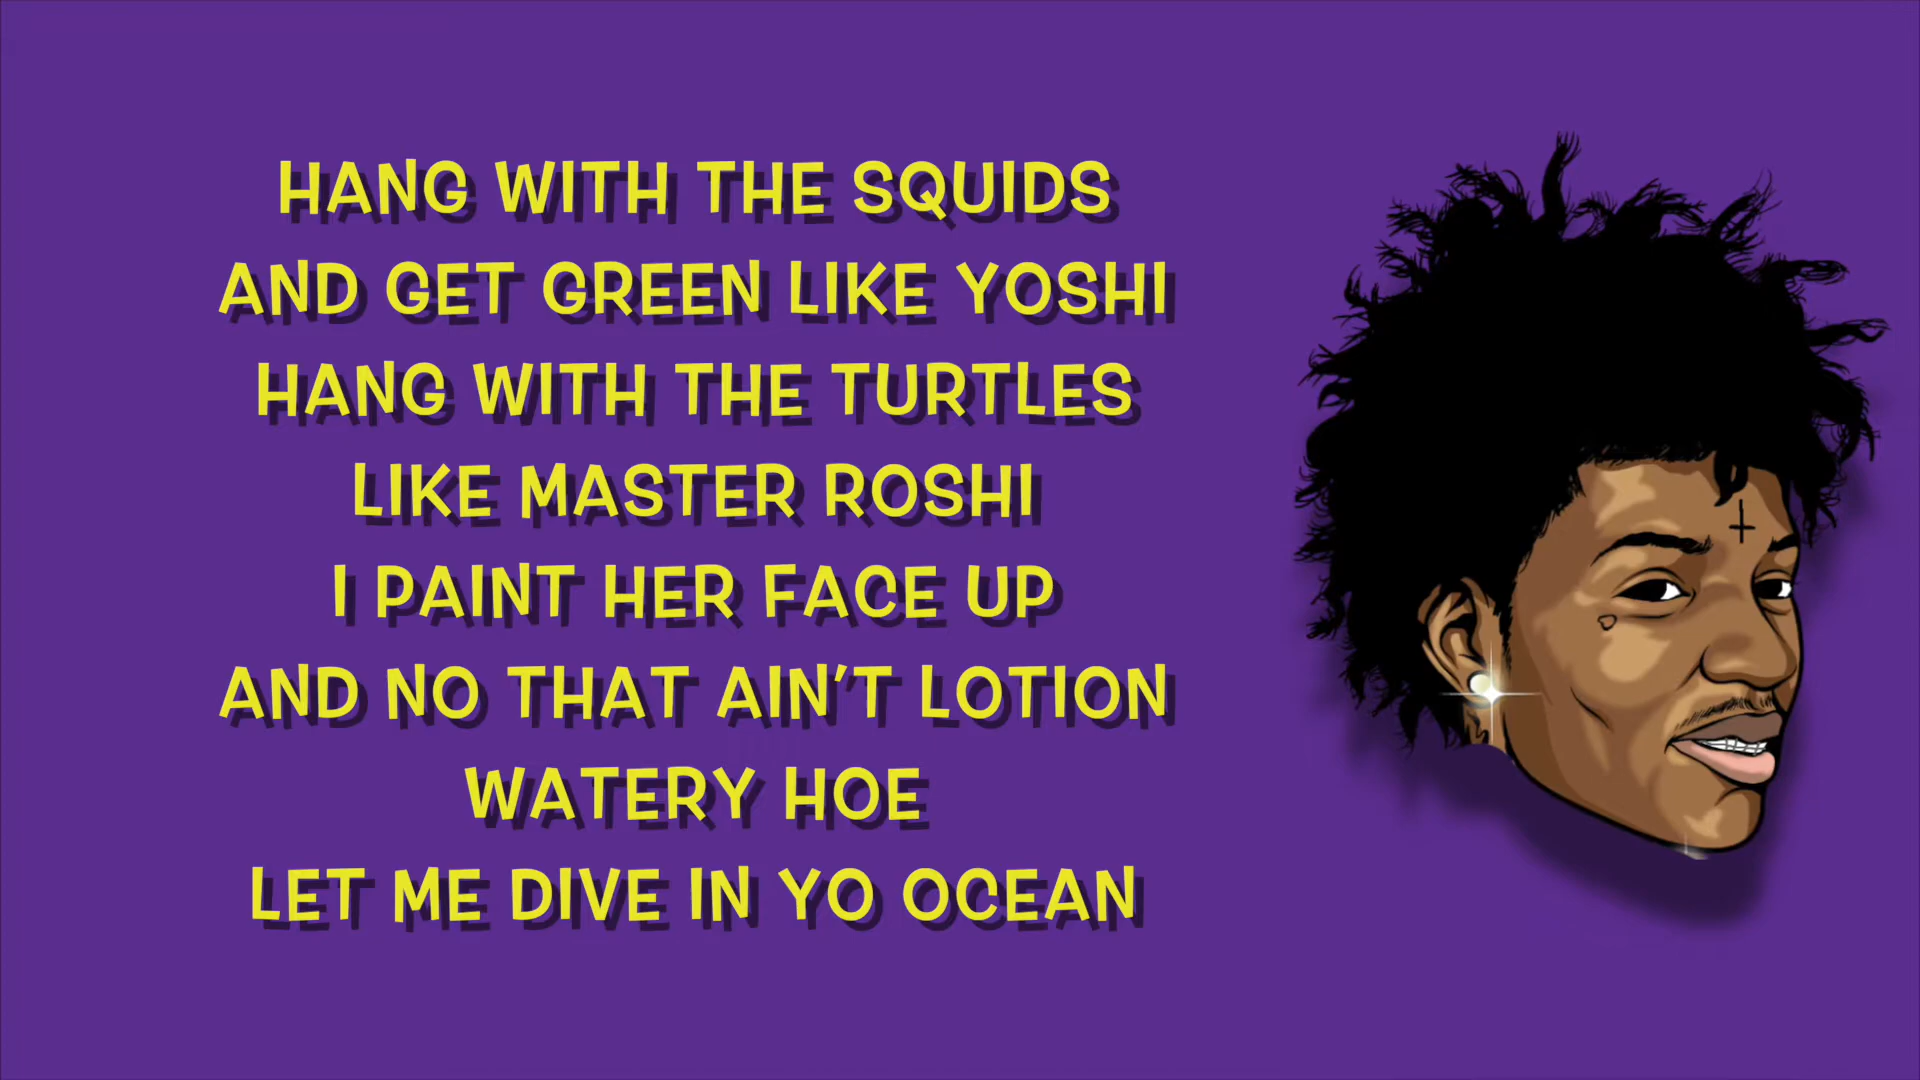 HANG WITH THE SQUIDS
AND GET GREEN LIKE YOSHI
HANG WITH THE TURTLES
LIKE MASTER ROSHI
I PAINT HER FACE UP
AND NO THAT AIN'T LOTION
WATERY HOE
LET ME DIVE IN YO OCEAN